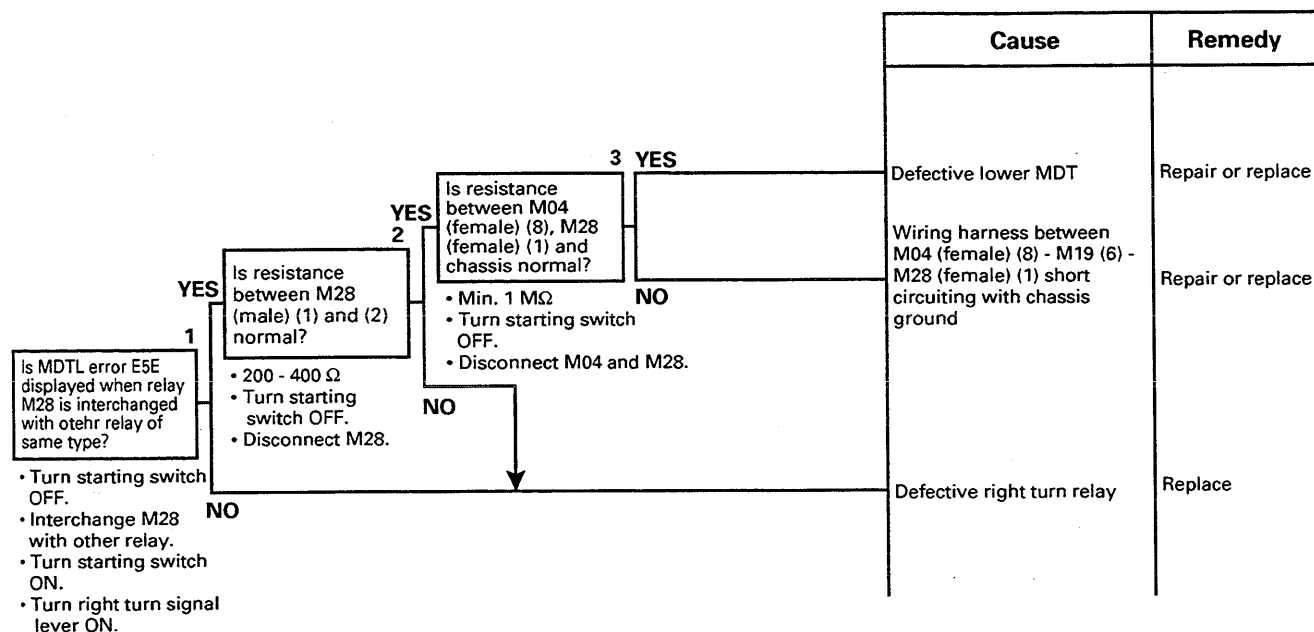 Cause
Remedy
3 YES
Is resistance
between M04
(female) (8), M28
(female) (1) and
chassis normal?
• Min. 1 MΩ
• Turn starting switch
OFF.
• Disconnect M04 and M28.
NO
Defective lower MDT
Repair or replace
Wiring harness between
M04 (female) (8) - M19 (6) -
M28 (female) (1) short
circuiting with chassis
ground
Repair or replace
YES
2
Is resistance
between M28
(male) (1) and (2)
normal?
• 200 - 400 Ω
• Turn starting
switch OFF.
• Disconnect M28.
NO
YES
1
Is MDTL error E5E
displayed when relay
M28 is interchanged
with otehr relay of
same type?
• Turn starting switch
OFF.
• Interchange M28
with other relay.
• Turn starting switch
ON.
• Turn right turn signal
lever ON.
NO
Defective right turn relay
Replace